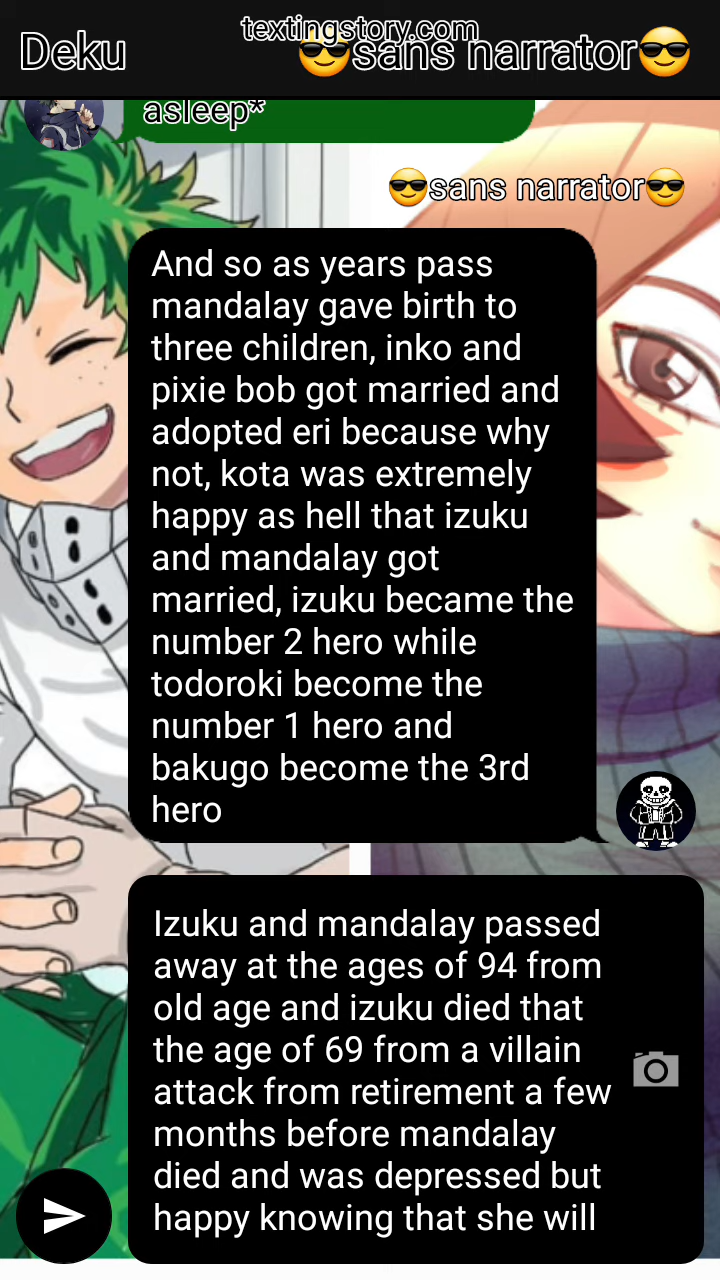 textingstory.com
Deku
😎sans narrator😎
asleep*
😎sans narrator😎
And so as years pass
mandalay gave birth to
three children, inko and
pixie bob got married and
adopted eri because why
not, kota was extremely
happy as hell that izuku
and mandalay got
married, izuku became the
number 2 hero while
todoroki become the
number 1 hero and
bakugo become the 3rd
hero
Izuku and mandalay passed
away at the ages of 94 from
old age and izuku died that
the age of 69 from a villain
attack from retirement a few
months before mandalay
died and was depressed but
happy knowing that she will